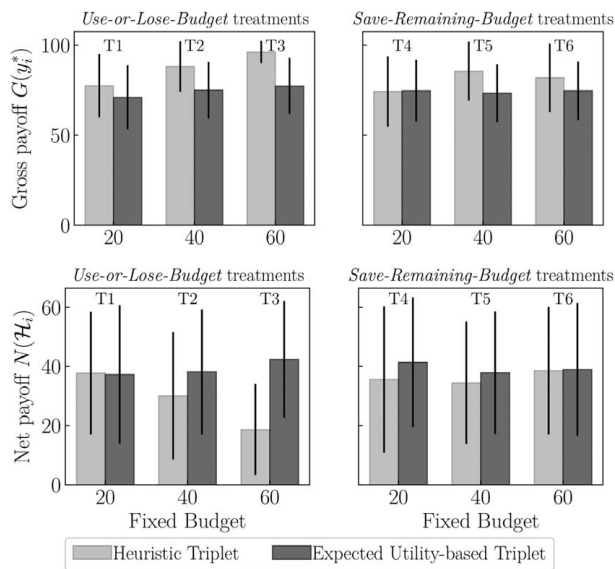 Use-or-Lose-Budget treatments
Save-Remaining-Budget treatments
Gross payoff G(y_i^*)
100
50
0
T1
T2
T3
T4
T5
T6
20
40
60
20
40
60
Use-or-Lose-Budget treatments
Save-Remaining-Budget treatments
Net payoff N(ℋ_i)
60
40
20
0
T1
T2
T3
T4
T5
T6
20
40
60
20
40
60
Fixed Budget
Fixed Budget
Heuristic Triplet
Expected Utility-based Triplet